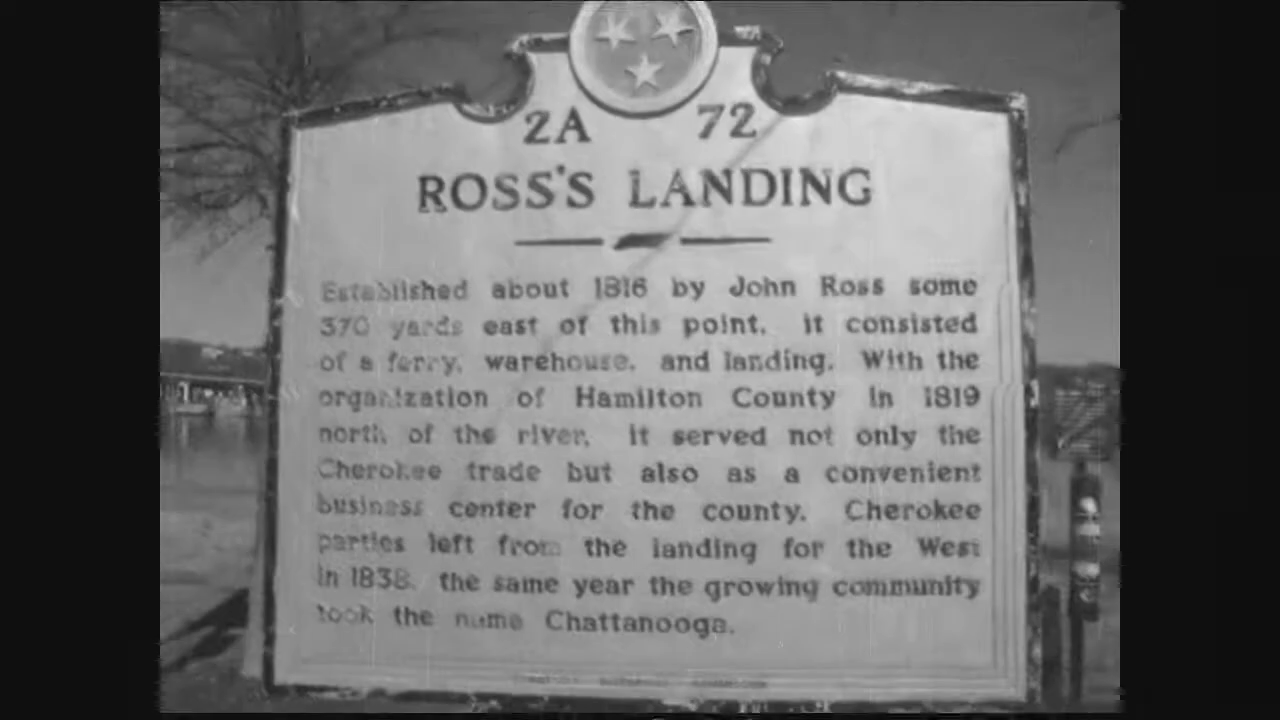 2A 72
ROSS'S LANDING
Established about 1816 by John Ross some
370 yards east of this point, it consisted
of a ferry, warehouse, and landing. With the
organization of Hamilton County in 1819
north of the river, it served not only the
Cherokee trade but also as a convenient
business center for the county. Cherokee
parties left from the landing for the West
in 1838, the same year the growing community
took the name Chattanooga.